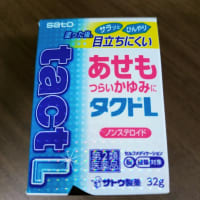 sato
塗った後、
サラッと
ひんやり
目立ちにくい
tactL
あせも
つらいかゆみに
タクトL
ノンステロイド
第2類
医薬品
セルフメディケーション
税 控除 対象
サトウ製薬
32g